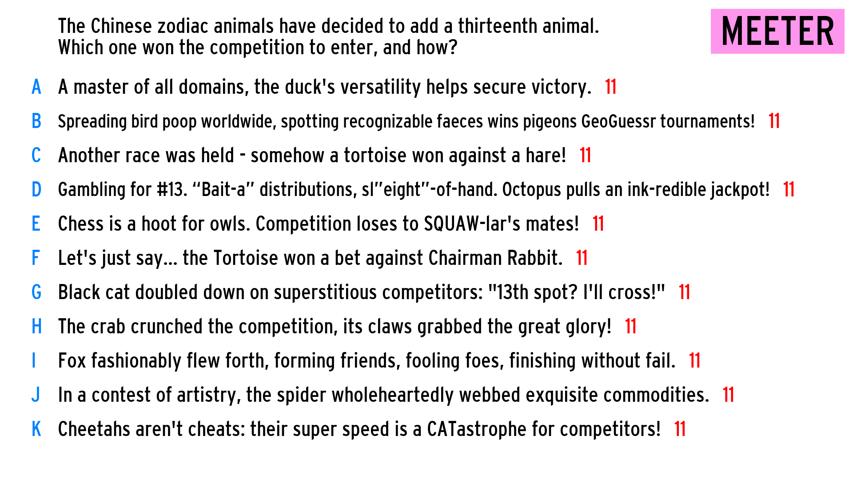 The Chinese zodiac animals have decided to add a thirteenth animal.
Which one won the competition to enter, and how?
MEETER
A A master of all domains, the duck's versatility helps secure victory. 11
B Spreading bird poop worldwide, spotting recognizable faeces wins pigeons GeoGuessr tournaments! 11
C Another race was held - somehow a tortoise won against a hare! 11
D Gambling for #13. “Bait-a” distributions, sl”eight”-of-hand. Octopus pulls an ink-redible jackpot! 11
E Chess is a hoot for owls. Competition loses to SQUAW-lar's mates! 11
F Let's just say... the Tortoise won a bet against Chairman Rabbit. 11
G Black cat doubled down on superstitious competitors: "13th spot? I'll cross!" 11
H The crab crunched the competition, its claws grabbed the great glory! 11
I Fox fashionably flew forth, forming friends, fooling foes, finishing without fail. 11
J In a contest of artistry, the spider wholeheartedly webbed exquisite commodities. 11
K Cheetahs aren't cheats: their super speed is a CATastrophe for competitors! 11